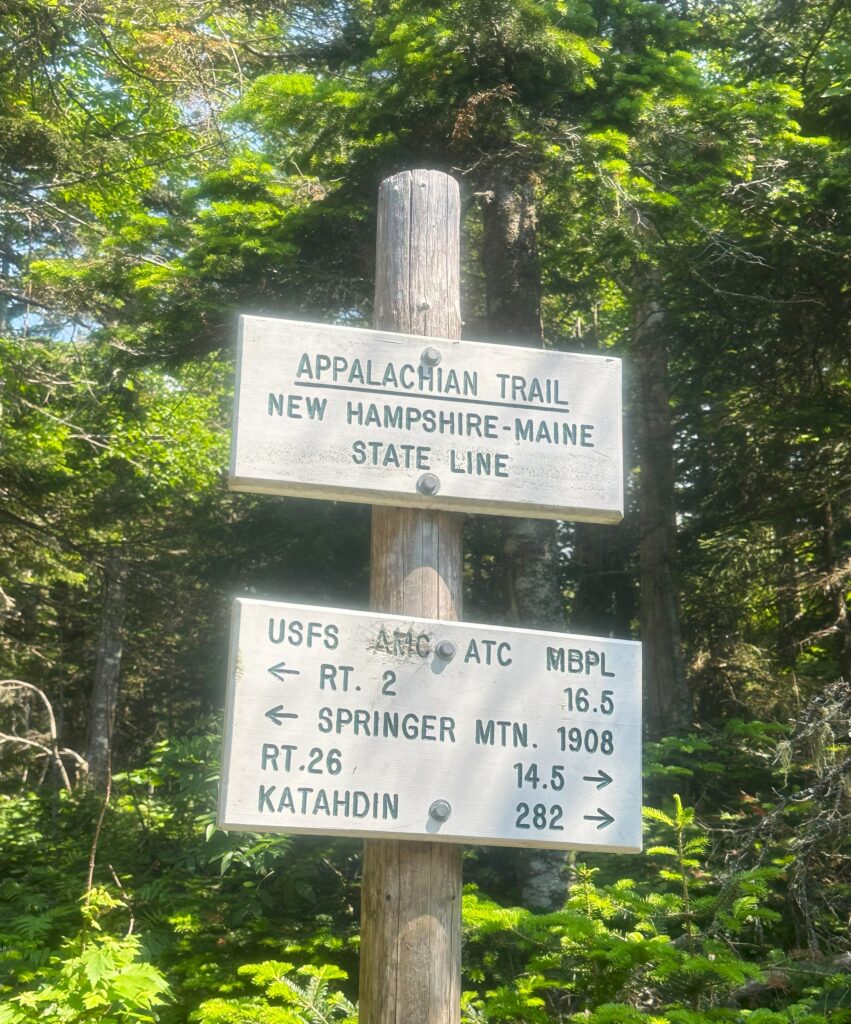 APPALACHIAN TRAIL
NEW HAMPSHIRE-MAINE
STATE LINE
USFS AMC ATC MBPL
← RT. 2 16.5
← SPRINGER MTN. 1908
RT.26 14.5 →
KATAHDIN 282 →